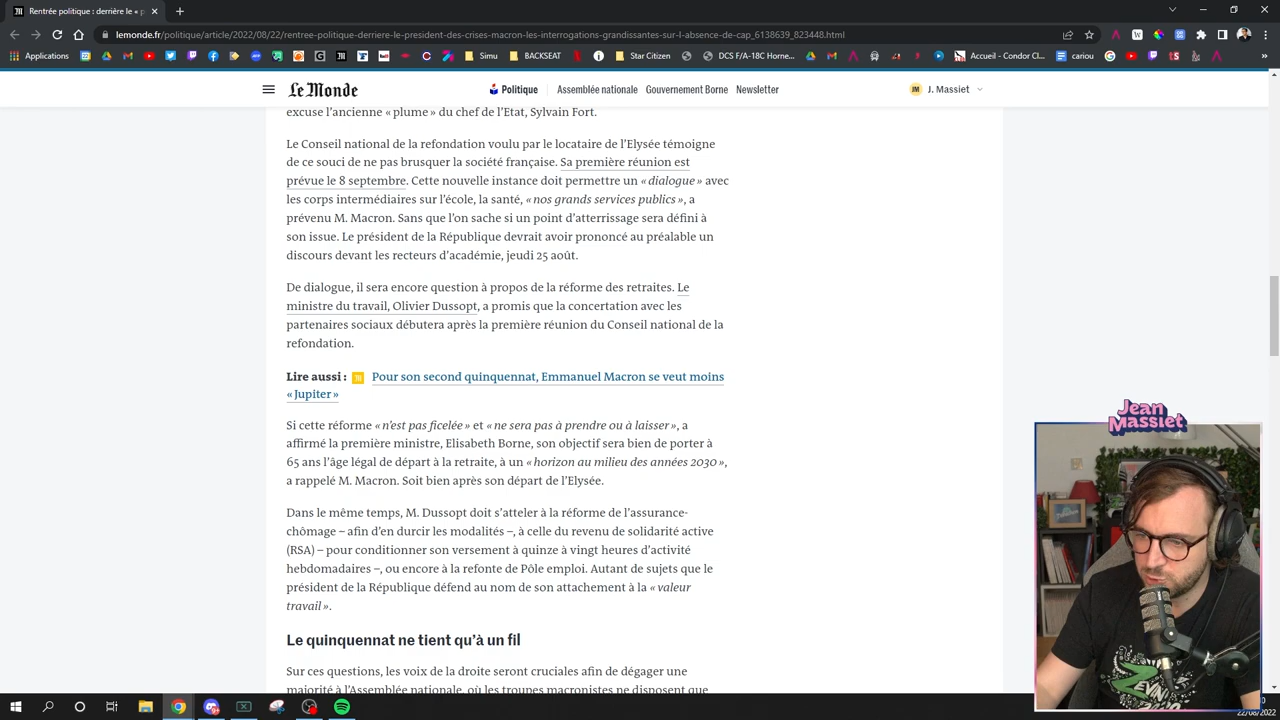 Rentrée politique : derrière le « p
lemonde.fr/politique/article/2022/08/22/rentree-politique-derriere-le-president-des-crises-macron-les-interrogations-grandissantes-sur-l-absence-de-cap_6138639_823448.html
Applications
Simu
BACKSEAT
Star Citizen
DCS F/A-18C Horne...
Accueil - Condor Cl...
cariou
Le Monde
Politique
Assemblée nationale
Gouvernement Borne
Newsletter
JM
J. Massiet
excuse l’ancienne « plume » du chef de l’Etat, Sylvain Fort.
Le Conseil national de la refondation voulu par le locataire de l’Elysée témoigne
de ce souci de ne pas brusquer la société française. Sa première réunion est
prévue le 8 septembre. Cette nouvelle instance doit permettre un « dialogue » avec
les corps intermédiaires sur l’école, la santé, « nos grands services publics », a
prévenu M. Macron. Sans que l’on sache si un point d’atterrissage sera défini à
son issue. Le président de la République devrait avoir prononcé au préalable un
discours devant les recteurs d’académie, jeudi 25 août.
De dialogue, il sera encore question à propos de la réforme des retraites. Le
ministre du travail, Olivier Dussopt, a promis que la concertation avec les
partenaires sociaux débutera après la première réunion du Conseil national de la
refondation.
Lire aussi : Pour son second quinquennat, Emmanuel Macron se veut moins
« Jupiter »
Si cette réforme « n’est pas ficelée » et « ne sera pas à prendre ou à laisser », a
affirmé la première ministre, Elisabeth Borne, son objectif sera bien de porter à
65 ans l’âge légal de départ à la retraite, à un « horizon au milieu des années 2030 »,
a rappelé M. Macron. Soit bien après son départ de l’Elysée.
Dans le même temps, M. Dussopt doit s’atteler à la réforme de l’assurance-
chômage – afin d’en durcir les modalités –, à celle du revenu de solidarité active
(RSA) – pour conditionner son versement à quinze à vingt heures d’activité
hebdomadaires –, ou encore à la refonte de Pôle emploi. Autant de sujets que le
président de la République défend au nom de son attachement à la « valeur
travail ».
Le quinquennat ne tient qu’à un fil
Sur ces questions, les voix de la droite seront cruciales afin de dégager une
majorité à l’Assemblée nationale, où les troupes macronistes ne disposent que
Jean
Massiet
22/08/2022